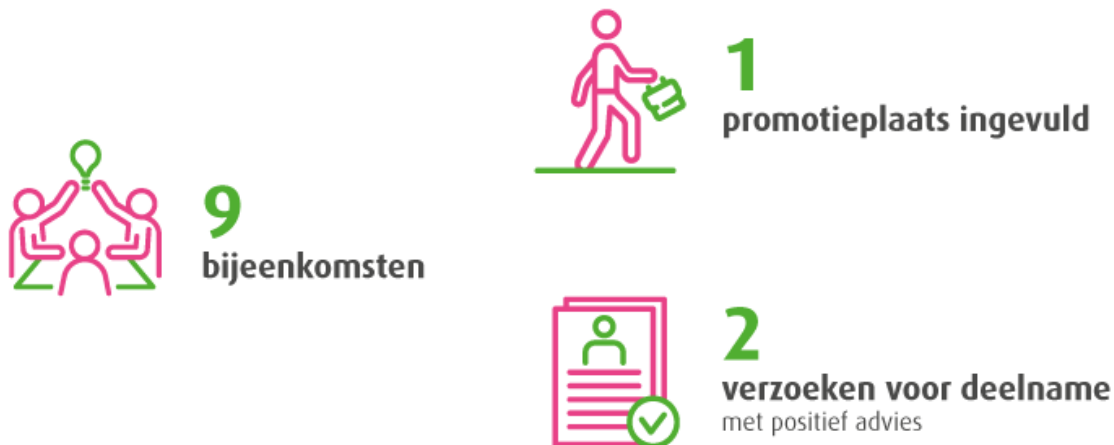 9
bijeenkomsten
1
promotieplaats ingevuld
2
verzoeken voor deelname
met positief advies